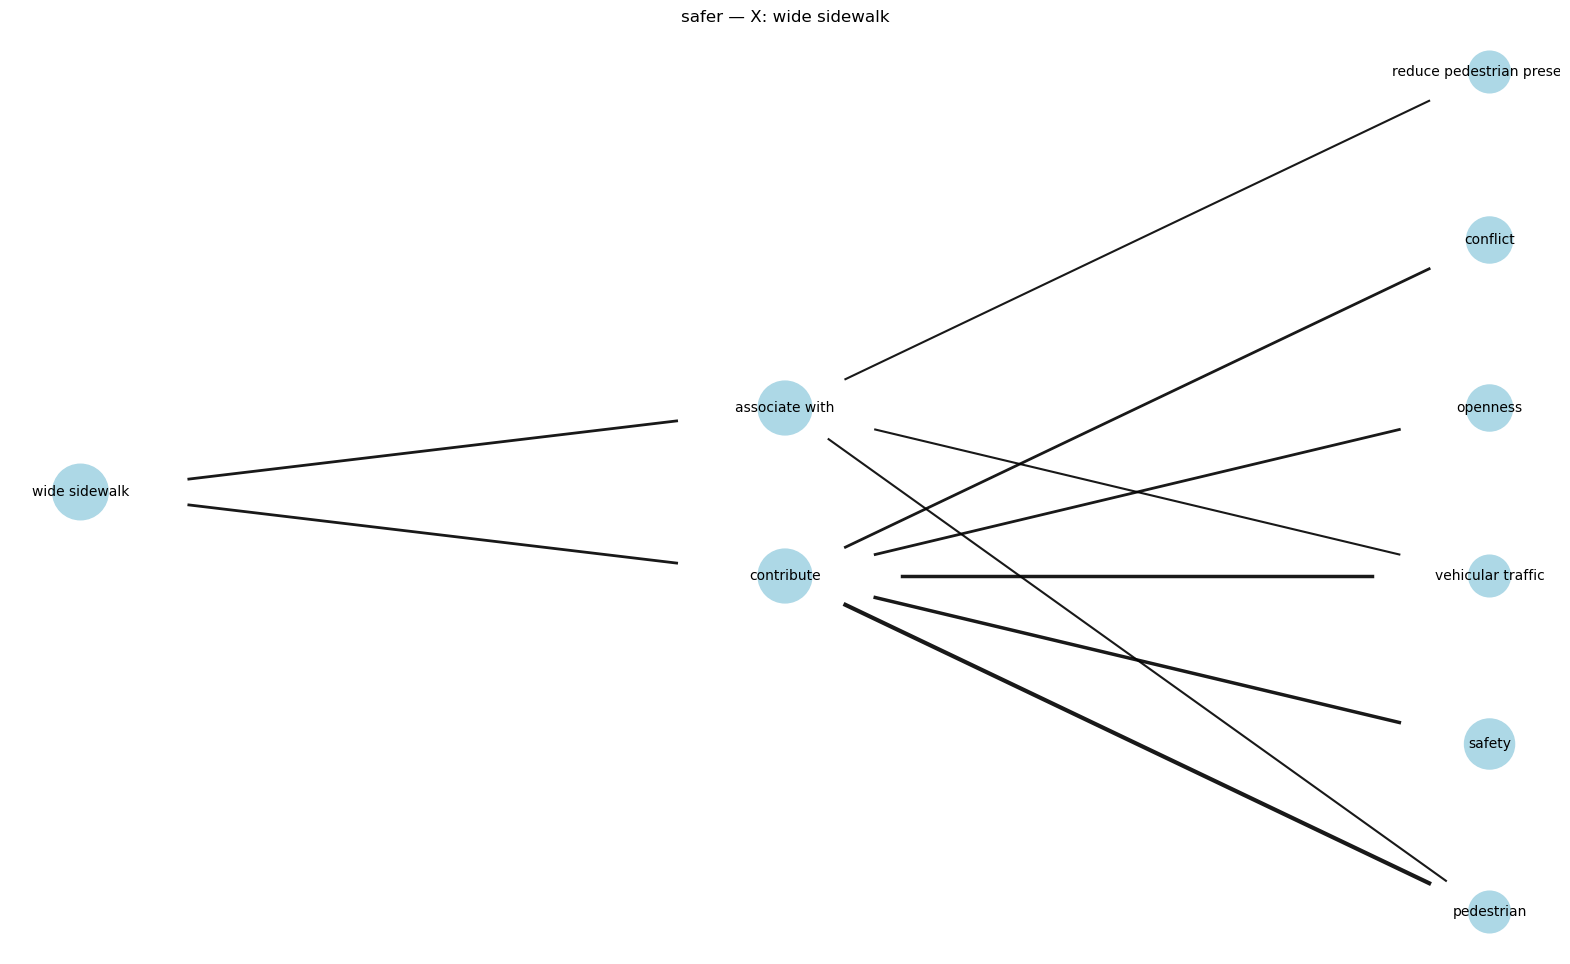 safer — X: wide sidewalk
reduce pedestrian prese
conflict
associate with
openness
wide sidewalk
contribute
vehicular traffic
safety
pedestrian